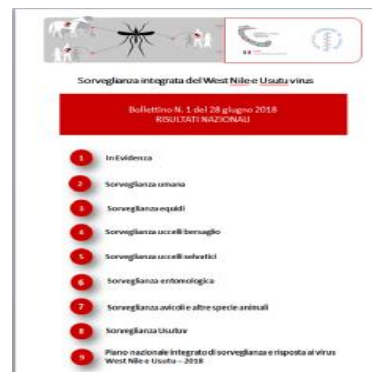 Sorveglianza integrata del West Nile e Usutu virus
Bollettino N. 1 del 28 giugno 2018
RISULTATI NAZIONALI
1 In Evidenza
2 Sorveglianza umana
3 Sorveglianza equidi
4 Sorveglianza uccelli bersaglio
5 Sorveglianza uccelli selvatici
6 Sorveglianza entomologica
7 Sorveglianza avicoli e altre specie animali
8 Sorveglianza Usutuv
9 Piano nazionale integrato di sorveglianza e risposta ai virus
West Nile e Usutu – 2018